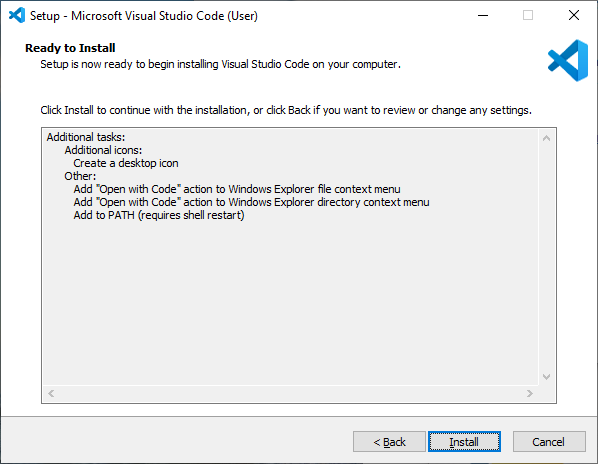 Setup - Microsoft Visual Studio Code (User)
Ready to Install
Setup is now ready to begin installing Visual Studio Code on your computer.
Click Install to continue with the installation, or click Back if you want to review or change any settings.
Additional tasks:
Additional icons:
Create a desktop icon
Other:
Add "Open with Code" action to Windows Explorer file context menu
Add "Open with Code" action to Windows Explorer directory context menu
Add to PATH (requires shell restart)
< Back Install Cancel